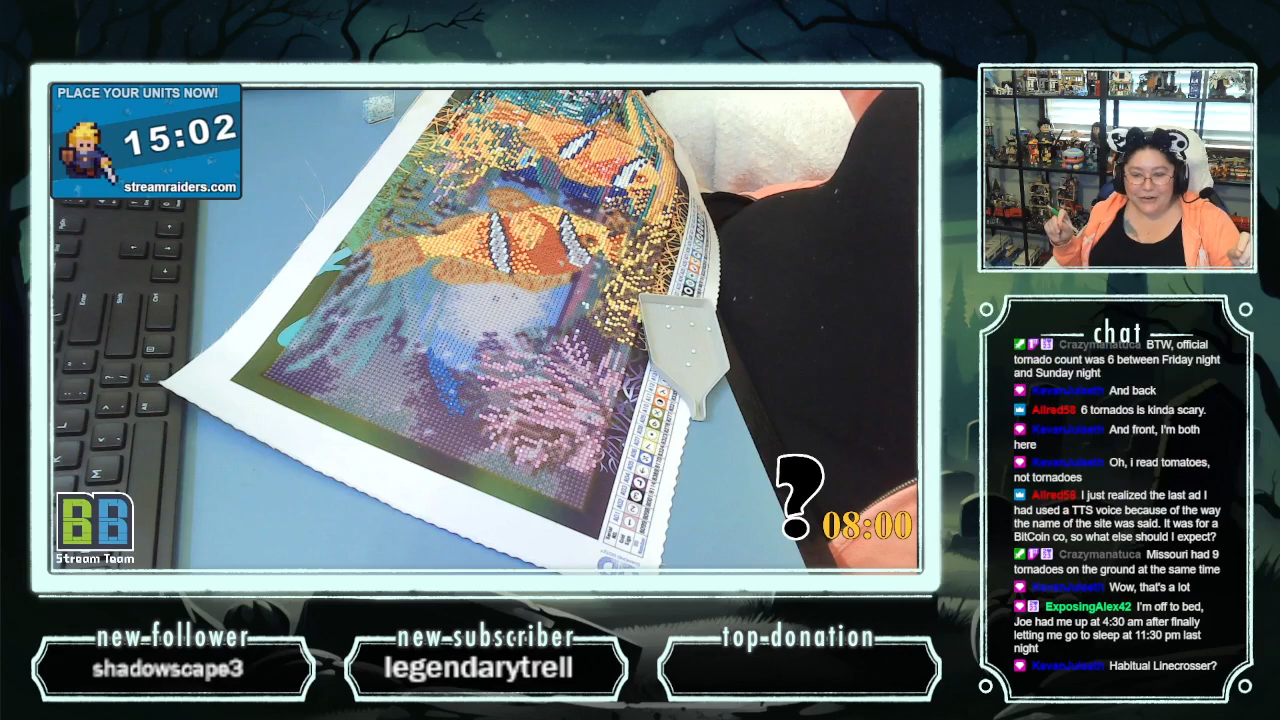 PLACE YOUR UNITS NOW!
15:02
streamraiders.com
BB
Stream Team
08:00
chat
Crazymanatuca BTW, official
tornado count was 6 between Friday night
and Sunday night
And back
Allred58 6 tornados is kinda scary.
And front, I'm both
here
Oh, i read tomatoes,
not tornadoes
Allred58 I just realized the last ad I
had used a TTS voice because of the way
the name of the site was said. It was for a
BitCoin co, so what else should I expect?
Crazymanatuca Missouri had 9
tornadoes on the ground at the same time
Wow, that's a lot
ExposingAlex42 I'm off to bed,
Joe had me up at 4:30 am after finally
letting me go to sleep at 11:30 pm last
night
Habitual Linecrosser?
new follower
shadowscape3
new subscriber
legendarytrell
top donation